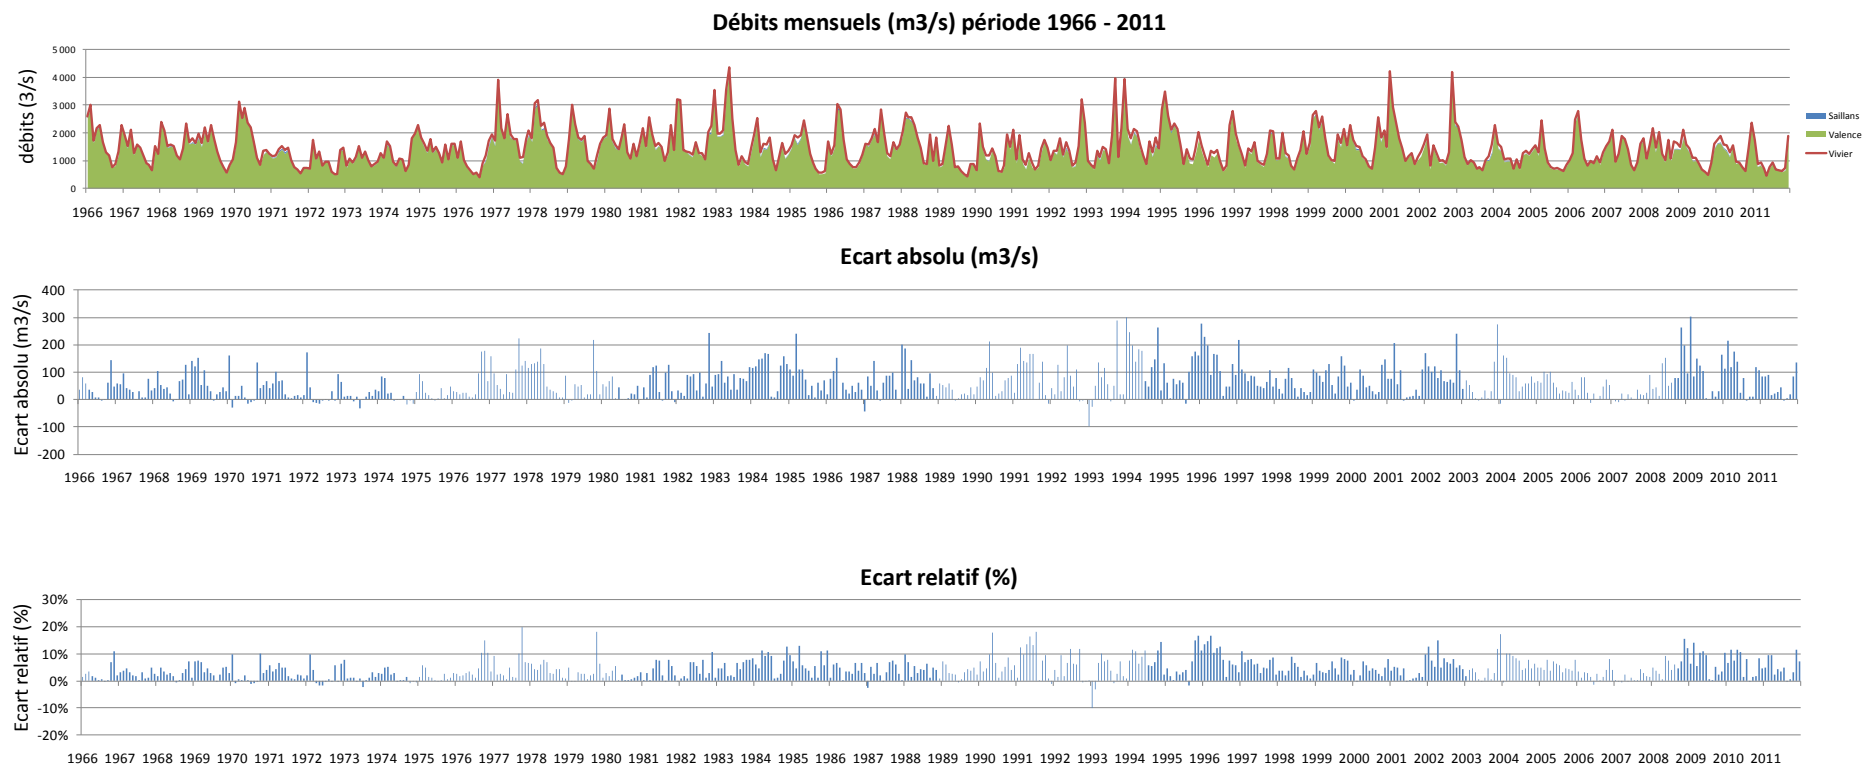 Débits mensuels (m3/s) période 1966 - 2011
débits (3/s)
5 000
4 000
3 000
2 000
1 000
0
1966 1967 1968 1969 1970 1971 1972 1973 1974 1975 1976 1977 1978 1979 1980 1981 1982 1983 1984 1985 1986 1987 1988 1989 1990 1991 1992 1993 1994 1995 1996 1997 1998 1999 2000 2001 2002 2003 2004 2005 2006 2007 2008 2009 2010 2011
Saillans
Valence
Vivier
Ecart absolu (m3/s)
Ecart absolu (m3/s)
400
300
200
100
0
-100
-200
1966 1967 1968 1969 1970 1971 1972 1973 1974 1975 1976 1977 1978 1979 1980 1981 1982 1983 1984 1985 1986 1987 1988 1989 1990 1991 1992 1993 1994 1995 1996 1997 1998 1999 2000 2001 2002 2003 2004 2005 2006 2007 2008 2009 2010 2011
Ecart relatif (%)
Ecart relatif (%)
30%
20%
10%
0%
-10%
-20%
1966 1967 1968 1969 1970 1971 1972 1973 1974 1975 1976 1977 1978 1979 1980 1981 1982 1983 1984 1985 1986 1987 1988 1989 1990 1991 1992 1993 1994 1995 1996 1997 1998 1999 2000 2001 2002 2003 2004 2005 2006 2007 2008 2009 2010 2011